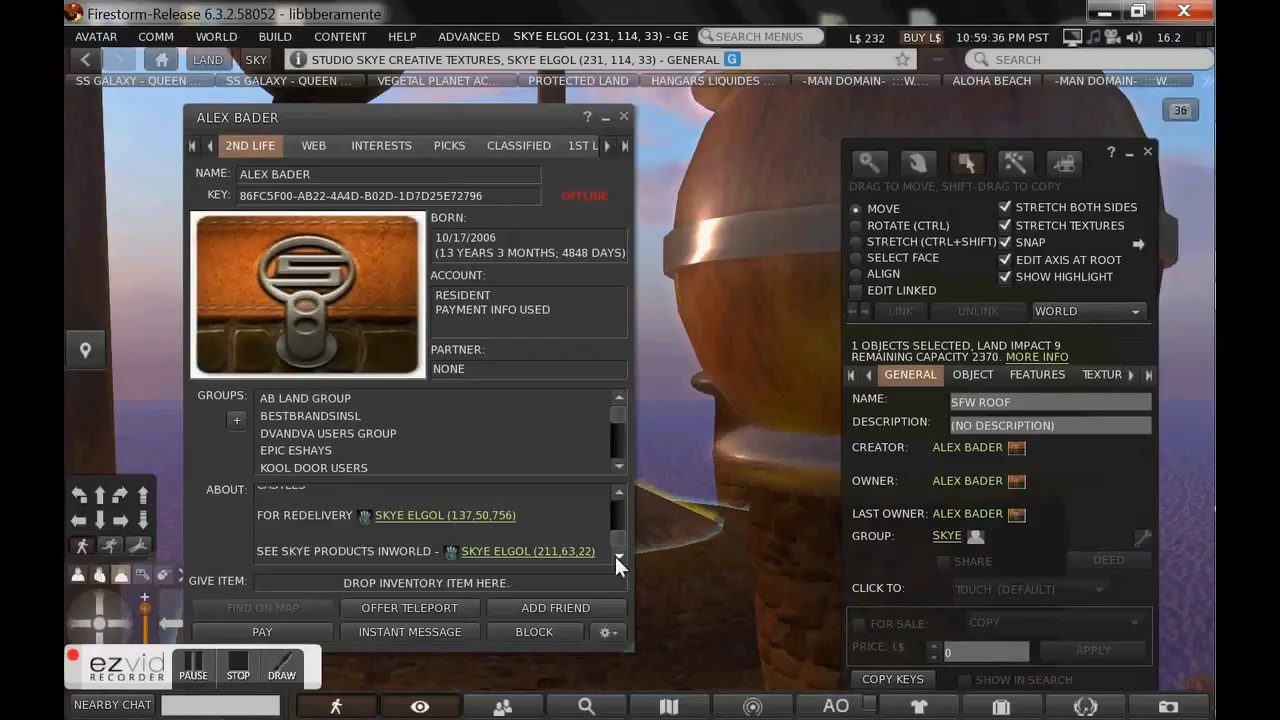 Firestorm-Release 6.3.2.58052 - libbberamente
AVATAR COMM WORLD BUILD CONTENT HELP ADVANCED SKYE ELGOL (231, 114, 33) - GE SEARCH MENUS L$ 232 BUY L$ 10:59:36 PM PST 16.2
LAND SKY STUDIO SKYE CREATIVE TEXTURES, SKYE ELGOL (231, 114, 33) - GENERAL G SEARCH
SS GALAXY - QUEEN ... SS GALAXY - QUEEN ... VEGETAL PLANET AC... PROTECTED LAND HANGARS LIQUIDES ... -MAN DOMAIN- :::W.... ALOHA BEACH -MAN DOMAIN- :::W....
36
ALEX BADER
? _ ×
2ND LIFE WEB INTERESTS PICKS CLASSIFIED 1ST L
NAME: ALEX BADER
KEY: 86FC5F00-AB22-4A4D-B02D-1D7D25E72796 OFFLINE
BORN:
10/17/2006
(13 YEARS 3 MONTHS; 4848 DAYS)
ACCOUNT:
RESIDENT
PAYMENT INFO USED
PARTNER:
NONE
GROUPS: AB LAND GROUP
BESTBRANDSINSL
+ DVANDVA USERS GROUP
EPIC ESHAYS
KOOL DOOR USERS
ABOUT: CASTLES
FOR REDELIVERY SKYE ELGOL (137,50,756)
SEE SKYE PRODUCTS INWORLD - SKYE ELGOL (211,63,22)
GIVE ITEM: DROP INVENTORY ITEM HERE.
FIND ON MAP OFFER TELEPORT ADD FRIEND
PAY INSTANT MESSAGE BLOCK
? _ ×
DRAG TO MOVE, SHIFT-DRAG TO COPY
MOVE STRETCH BOTH SIDES
ROTATE (CTRL) STRETCH TEXTURES
STRETCH (CTRL+SHIFT) SNAP
SELECT FACE EDIT AXIS AT ROOT
ALIGN SHOW HIGHLIGHT
EDIT LINKED
LINK UNLINK WORLD
1 OBJECTS SELECTED, LAND IMPACT 9
REMAINING CAPACITY 2370. MORE INFO
GENERAL OBJECT FEATURES TEXTUR
NAME: SFW ROOF
DESCRIPTION: (NO DESCRIPTION)
CREATOR: ALEX BADER
OWNER: ALEX BADER
LAST OWNER: ALEX BADER
GROUP: SKYE
SHARE DEED
CLICK TO: TOUCH (DEFAULT)
FOR SALE: COPY
PRICE: L$ 0 APPLY
COPY KEYS SHOW IN SEARCH
ezvid
RECORDER
PAUSE STOP DRAW
NEARBY CHAT AO